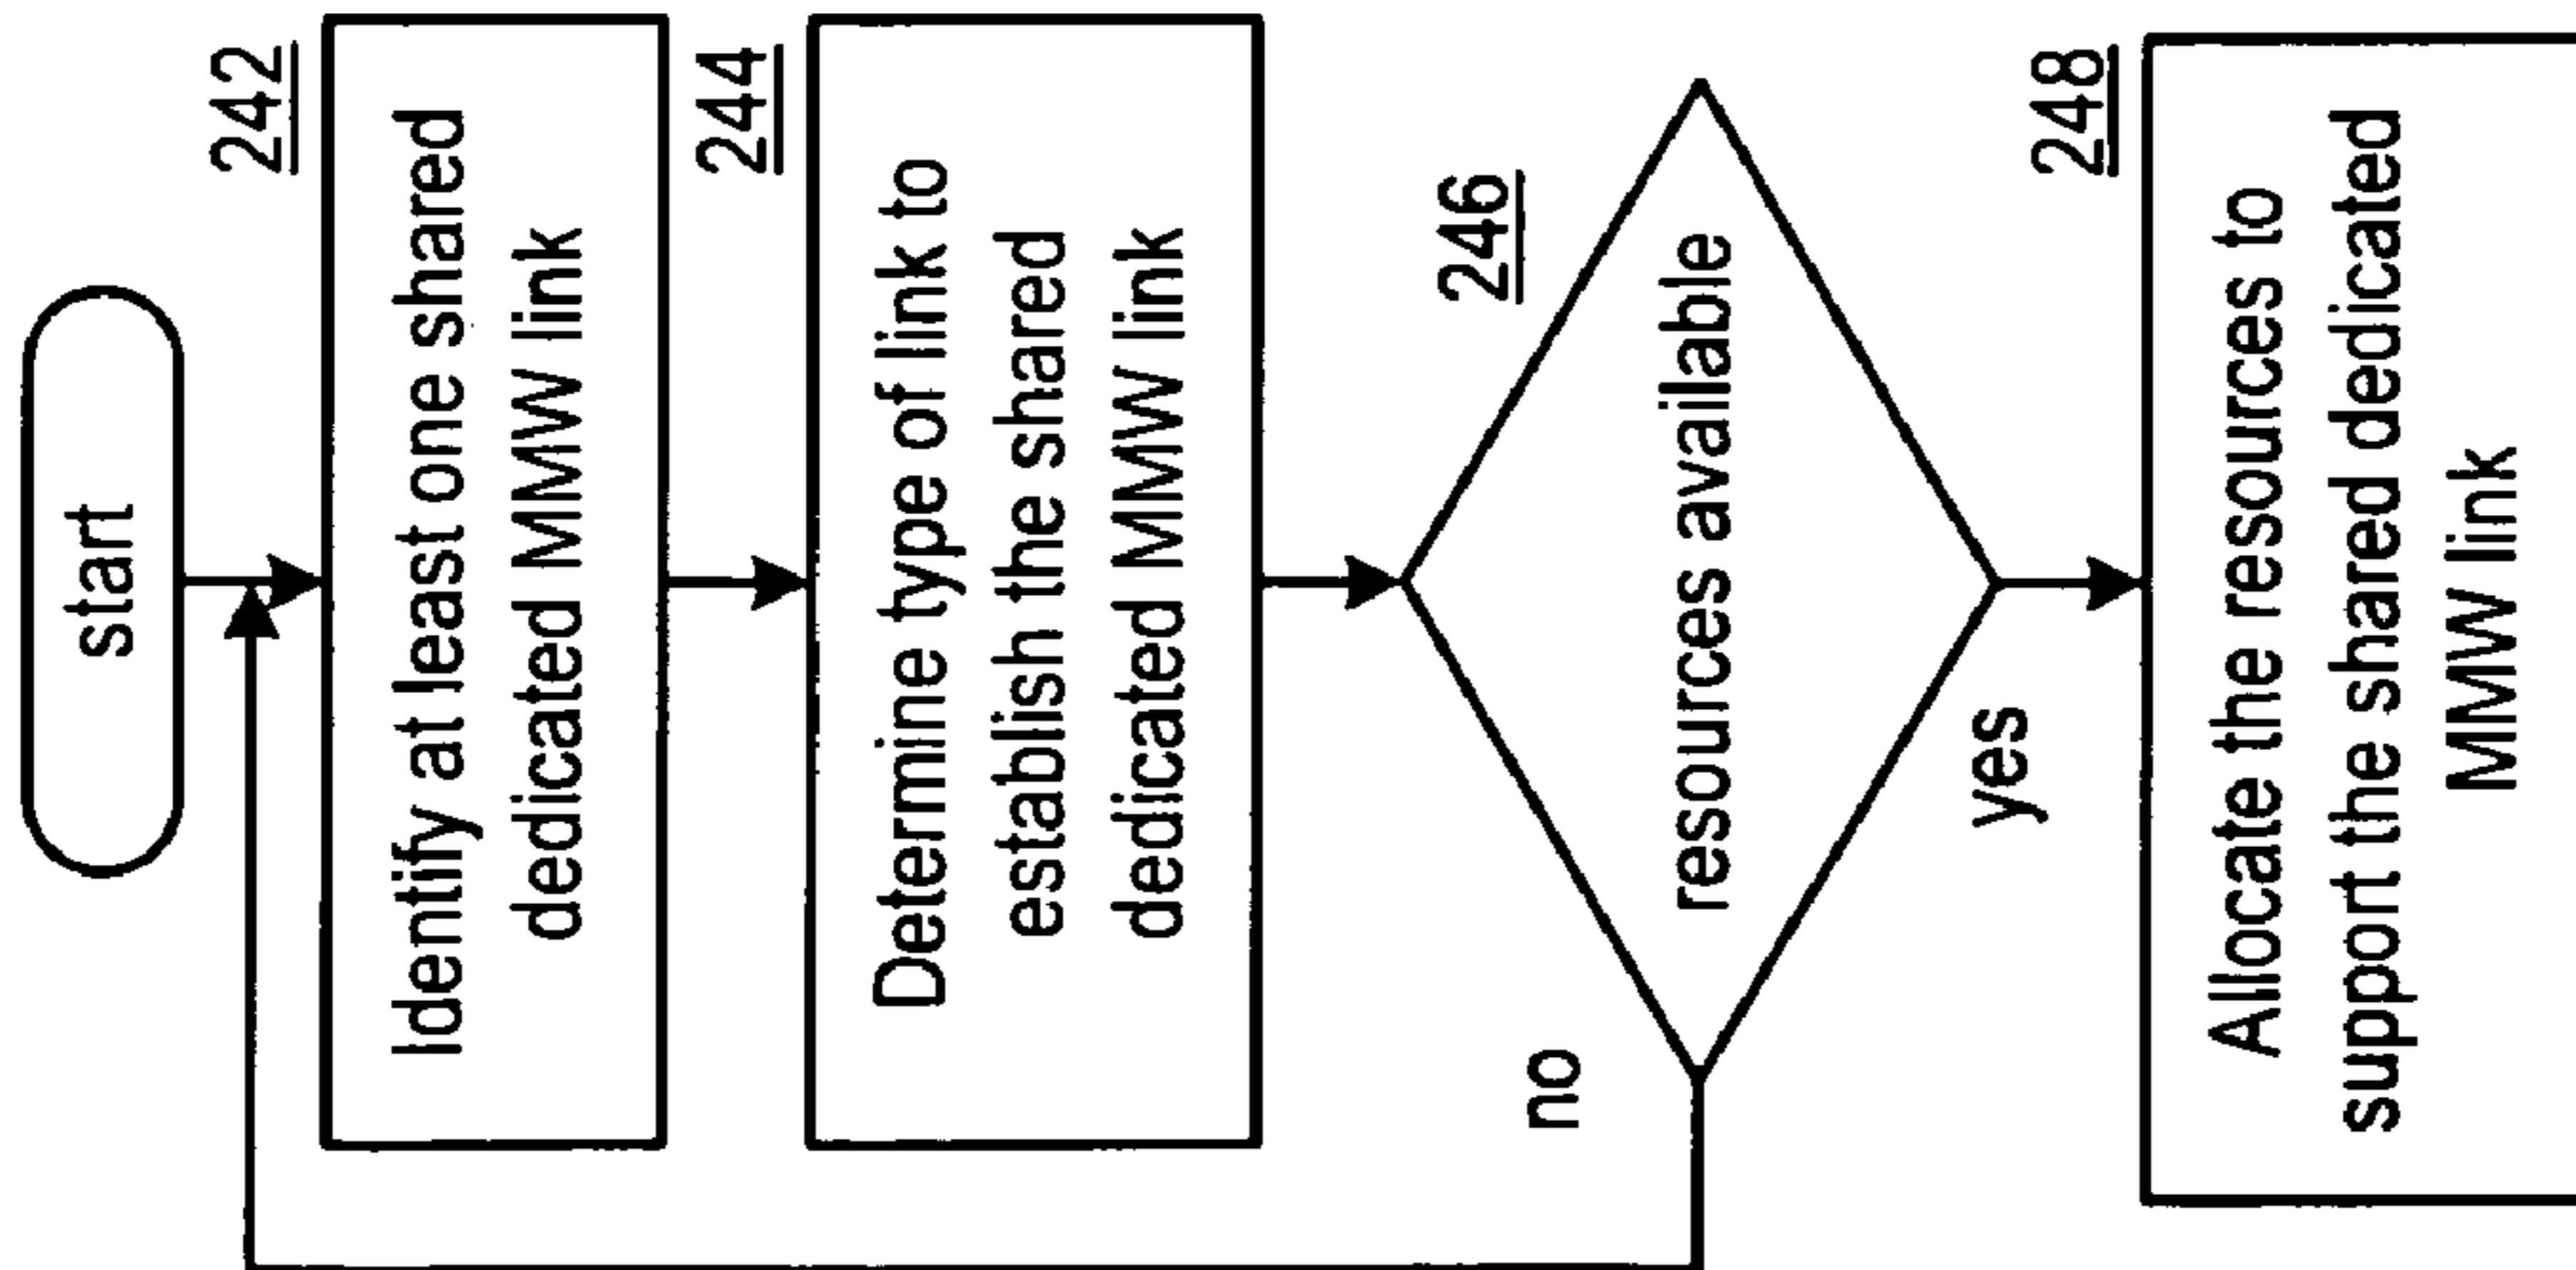 start
242
Identify at least one shared
dedicated MMW link
244
Determine type of link to
establish the shared
dedicated MMW link
246
resources available
no
yes
248
Allocate the resources to
support the shared dedicated
MMW link